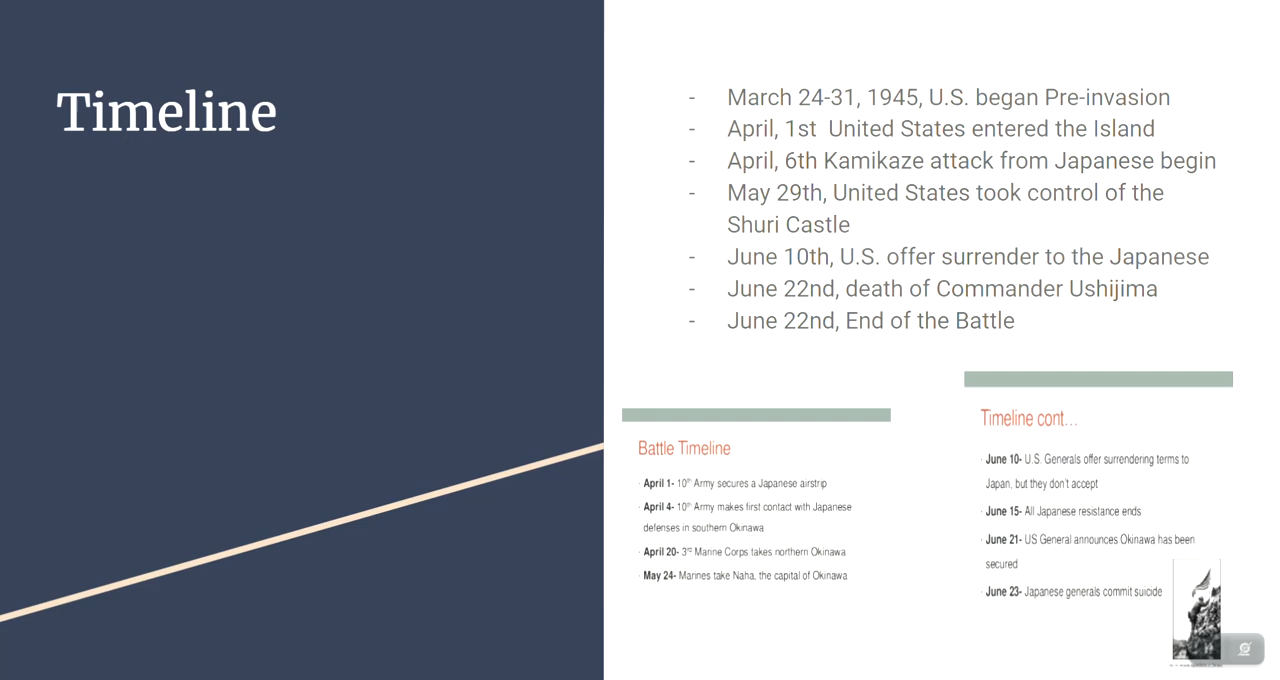 Timeline
- March 24-31, 1945, U.S. began Pre-invasion
- April, 1st United States entered the Island
- April, 6th Kamikaze attack from Japanese begin
- May 29th, United States took control of the
Shuri Castle
- June 10th, U.S. offer surrender to the Japanese
- June 22nd, death of Commander Ushijima
- June 22nd, End of the Battle
Battle Timeline
· April 1- 10th Army secures a Japanese airstrip
· April 4- 10th Army makes first contact with Japanese
defenses in southern Okinawa
· April 20- 3rd Marine Corps takes northern Okinawa
· May 24- Marines take Naha, the capital of Okinawa
Timeline cont...
· June 10- U.S. Generals offer surrendering terms to
Japan, but they don't accept
· June 15- All Japanese resistance ends
· June 21- US General announces Okinawa has been
secured
· June 23- Japanese generals commit suicide